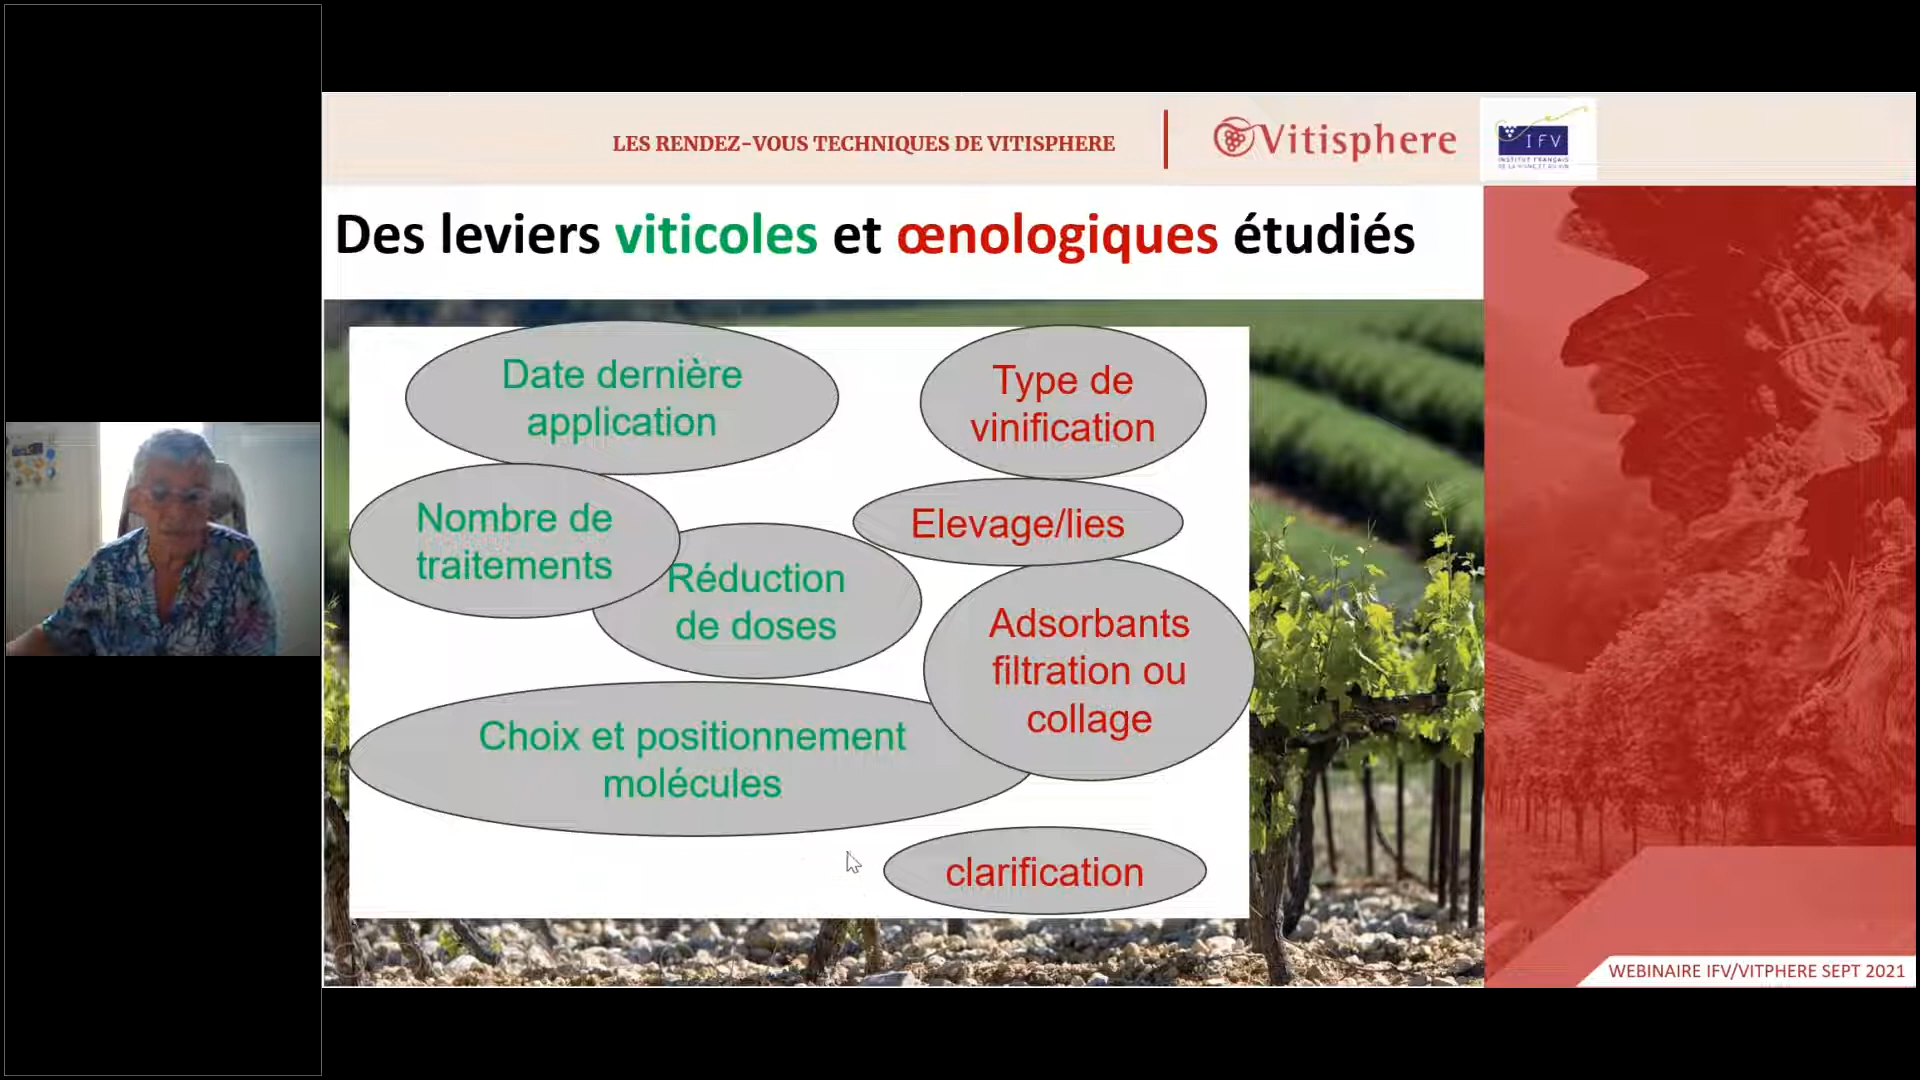 LES RENDEZ-VOUS TECHNIQUES DE VITISPHERE
Vitisphere
IFV
INSTITUT FRANÇAIS
DE LA VIGNE ET DU VIN
Des leviers viticoles et œnologiques étudiés
Date dernière
application
Type de
vinification
Nombre de
traitements
Elevage/lies
Réduction
de doses
Adsorbants
filtration ou
collage
Choix et positionnement
molécules
clarification
WEBINAIRE IFV/VITPHERE SEPT 2021